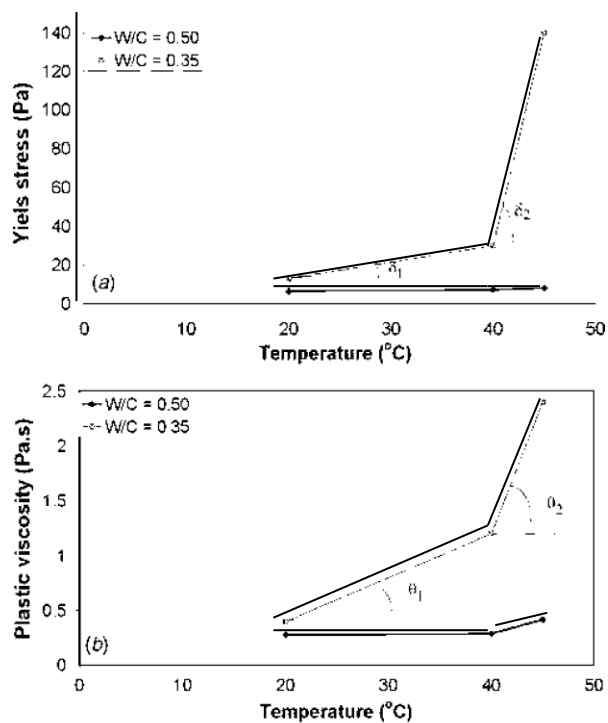 140
120
100
80
60
40
20
0
Yiels stress (Pa)
W/C = 0.50
W/C = 0.35
δ1
δ2
(a)
0 10 20 30 40 50
Temperature (°C)
2.5
2
1.5
1
0.5
0
Plastic viscosity (Pa.s)
W/C = 0.50
W/C = 0.35
θ1
θ2
(b)
0 10 20 30 40 50
Temperature (°C)